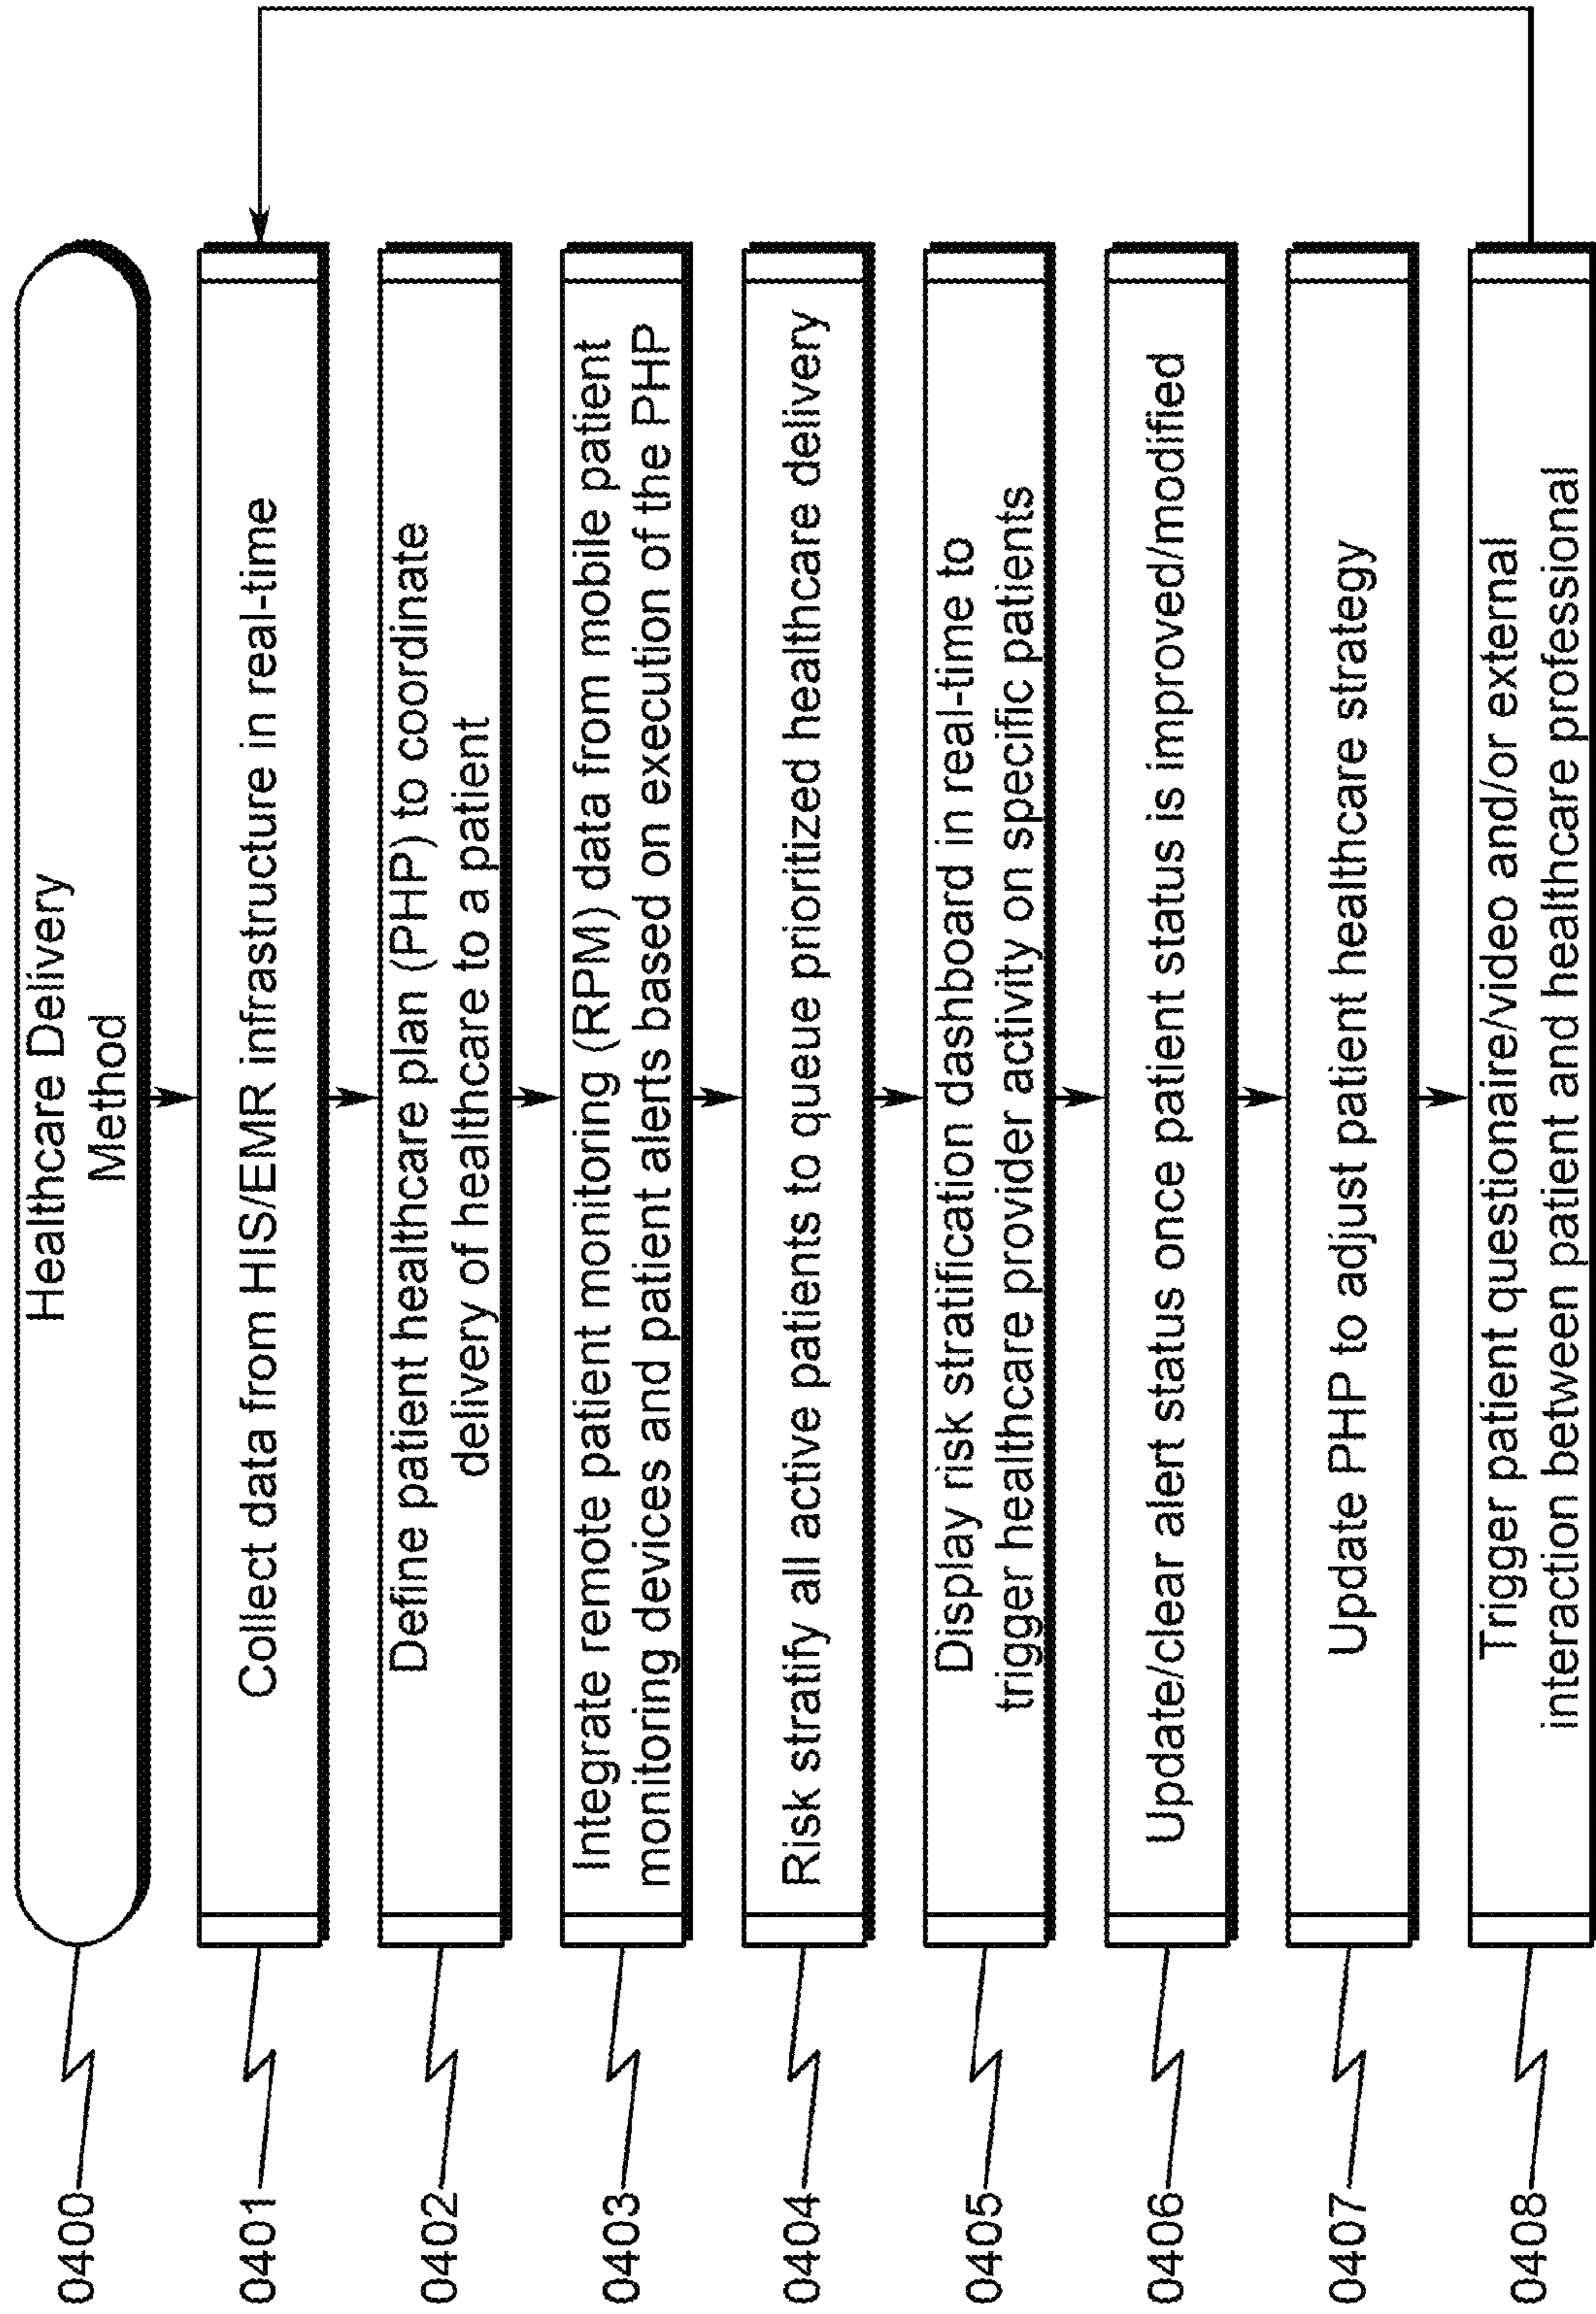 Healthcare Delivery
Method
0400
Collect data from HIS/EMR infrastructure in real-time
0401
Define patient healthcare plan (PHP) to coordinate
delivery of healthcare to a patient
0402
Integrate remote patient monitoring (RPM) data from mobile patient
monitoring devices and patient alerts based on execution of the PHP
0403
Risk stratify all active patients to queue prioritized healthcare delivery
0404
Display risk stratification dashboard in real-time to
trigger healthcare provider activity on specific patients
0405
Update/clear alert status once patient status is improved/modified
0406
Update PHP to adjust patient healthcare strategy
0407
Trigger patient questionaire/video and/or external
interaction between patient and healthcare professional
0408